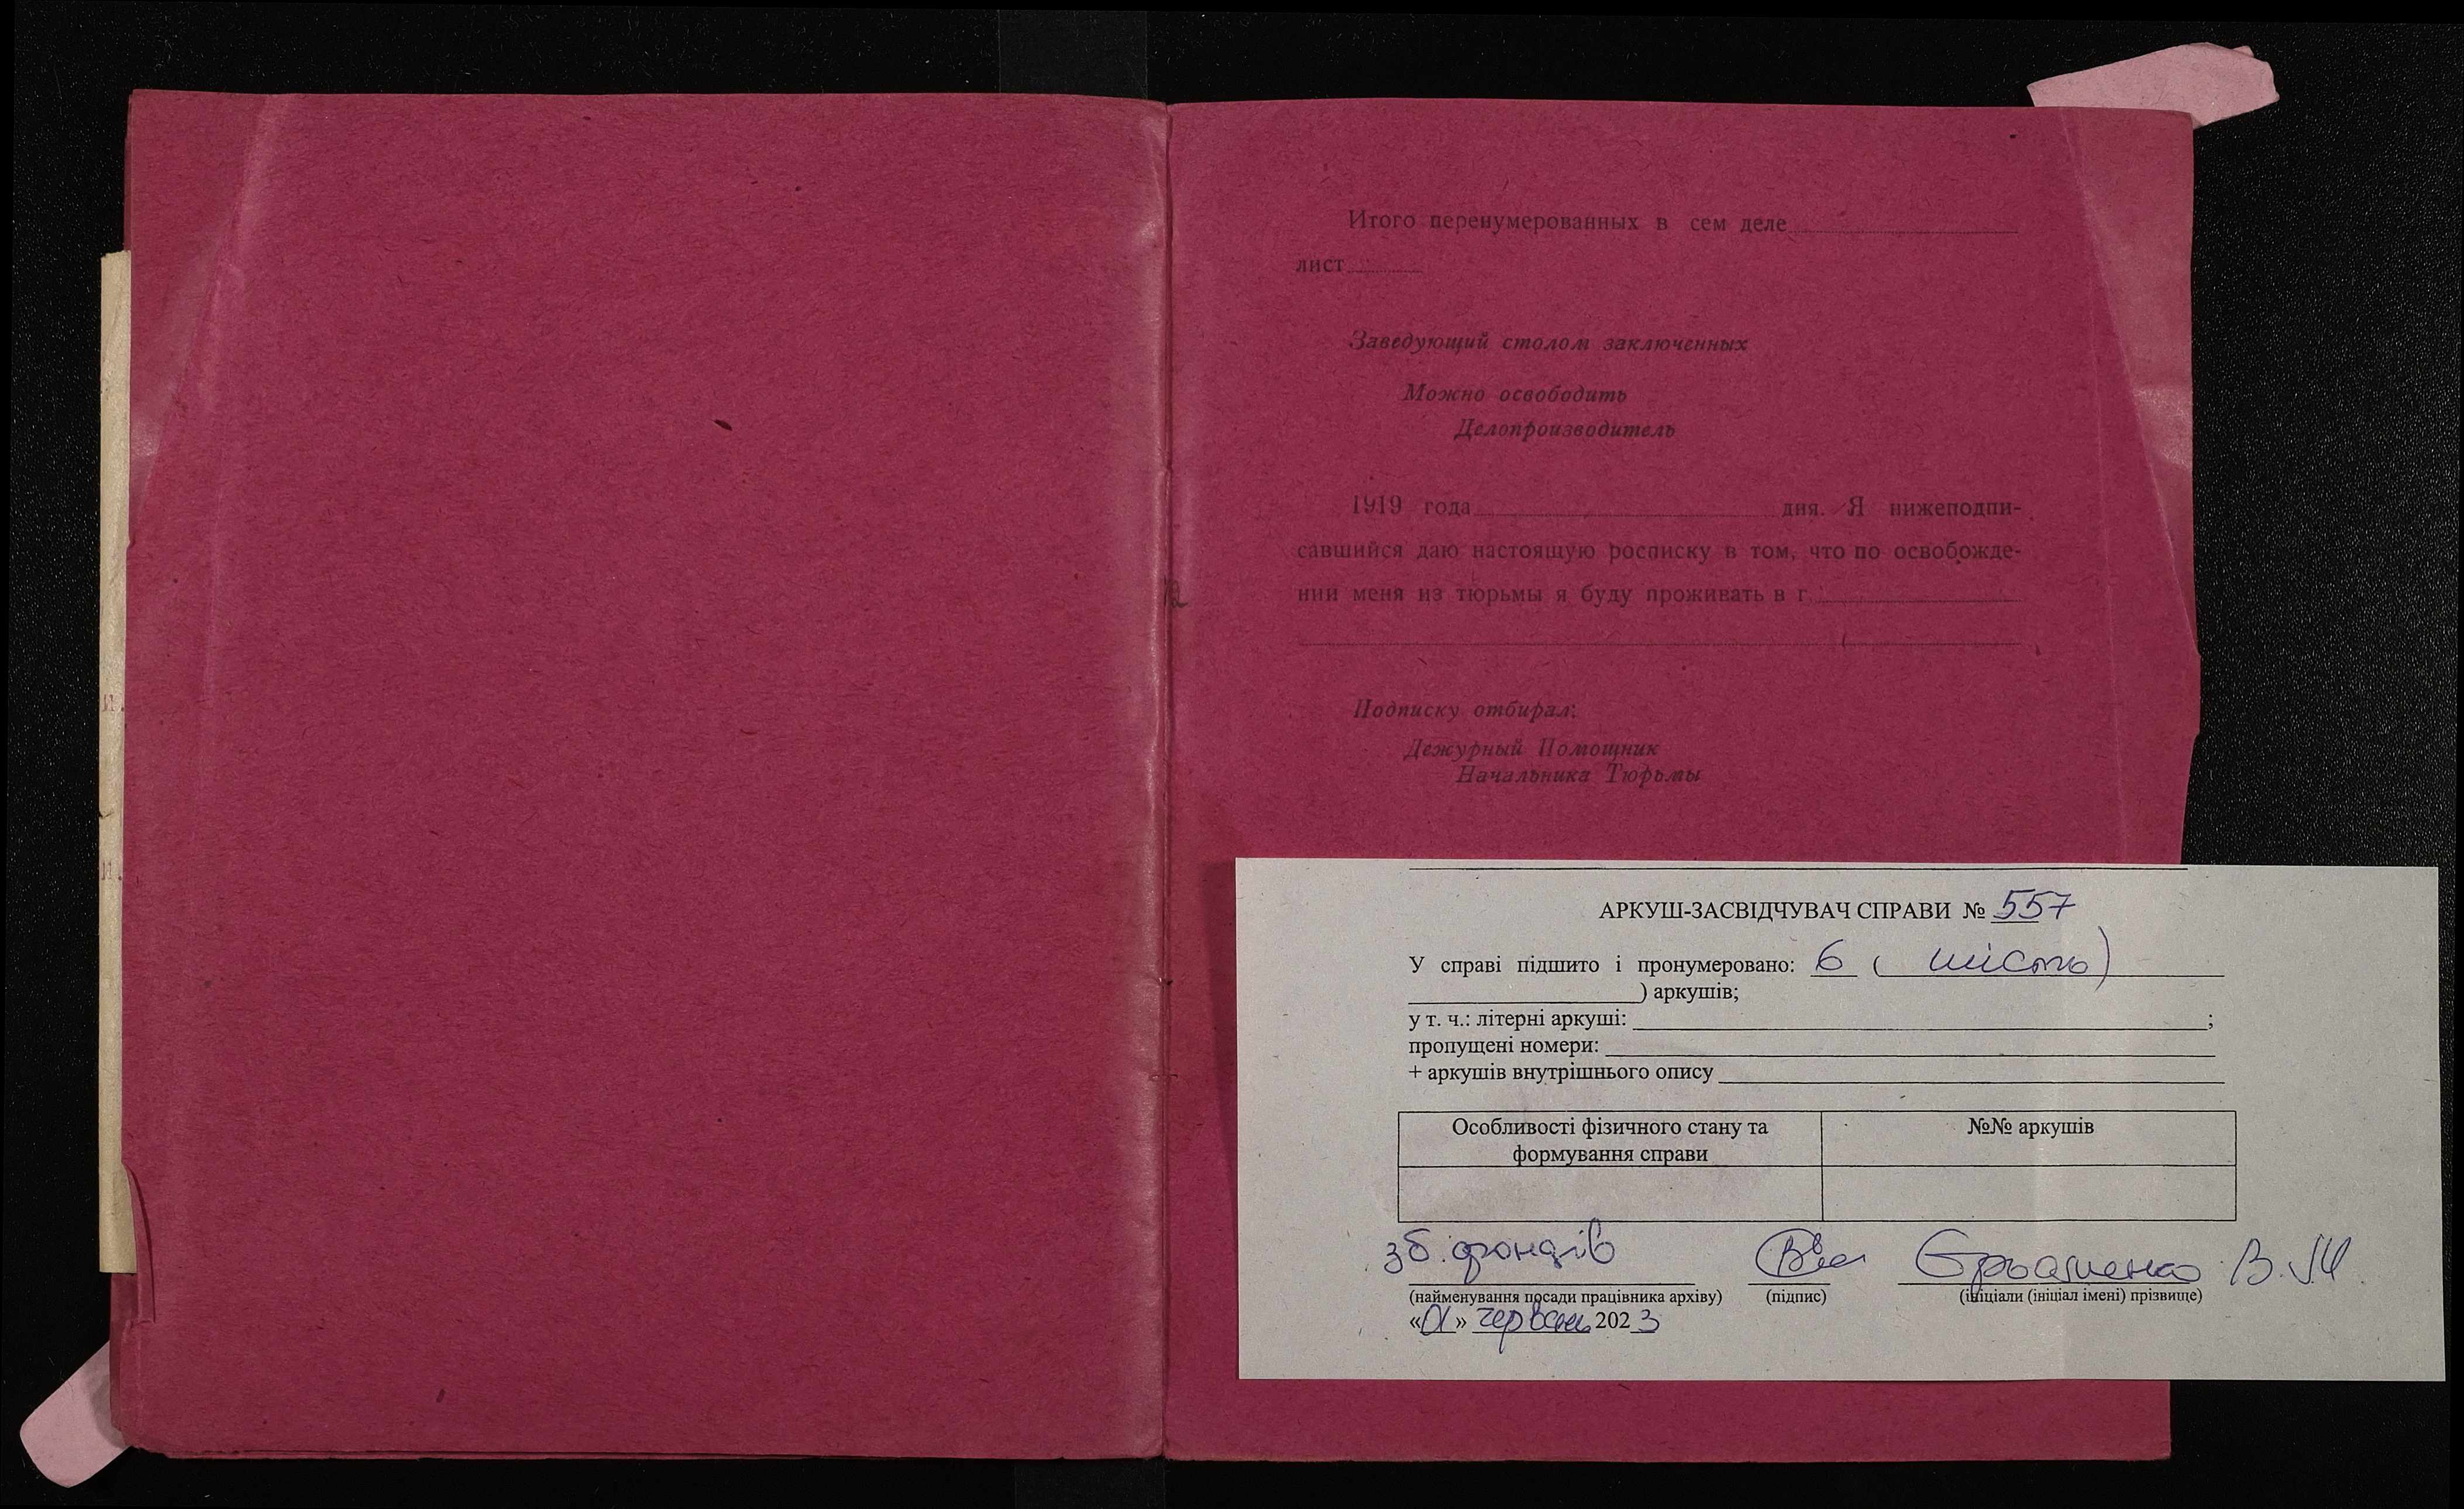 Итого перенумерованных в сем деле
лист
Заведующий столом заключенных
Можно освободить
Делопроизводитель
1919 года дня. Я нижеподпи-
савшийся даю настоящую росписку в том, что по освобожде-
нии меня из тюрьмы я буду проживать в г.
Подписку отбирал:
Дежурный Помощник
Начальника Тюрьмы
АРКУШ-ЗАСВІДЧУВАЧ СПРАВИ № 557
У справі підшито і пронумеровано: 6 ( шість)
) аркушів;
у т. ч.: літерні аркуші: ;
пропущені номери:
+ аркушів внутрішнього опису
Особливості фізичного стану та
формування справи
№№ аркушів
зб. фондів В. М.
(найменування посади працівника архіву) (підпис) (ініціали (ініціал імені) прізвище)
«01» червень 2023